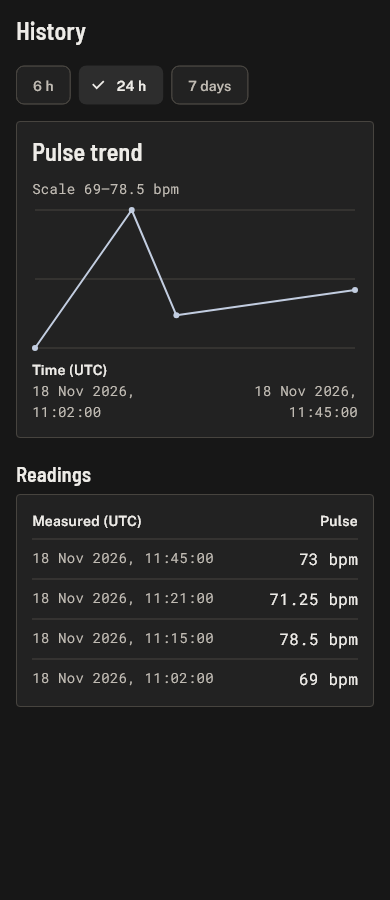 History
6 h
24 h
7 days
Pulse trend
Scale 69–78.5 bpm
Time (UTC)
18 Nov 2026, 18 Nov 2026,
11:02:00 11:45:00
Readings
Measured (UTC) Pulse
18 Nov 2026, 11:45:00 73 bpm
18 Nov 2026, 11:21:00 71.25 bpm
18 Nov 2026, 11:15:00 78.5 bpm
18 Nov 2026, 11:02:00 69 bpm